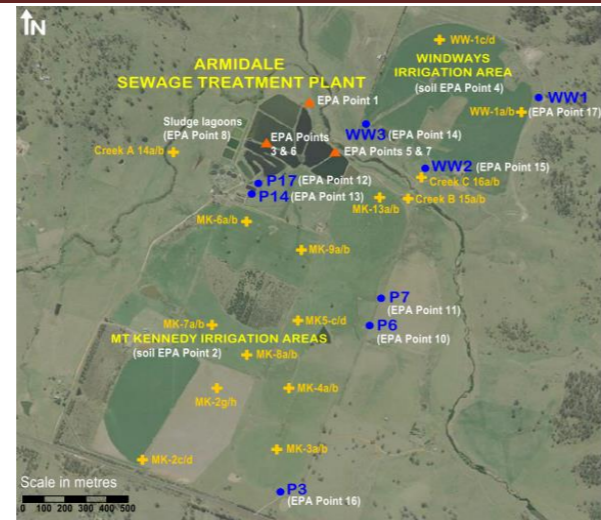 N
WW-1c/d
ARMIDALE
SEWAGE TREATMENT PLANT
WINDWAYS
IRRIGATION AREA
(soil EPA Point 4)
EPA Point 1
WW1
WW-1a/b
(EPA Point 17)
Sludge lagoons
(EPA Point 8)
EPA Points
3 & 6
WW3 (EPA Point 14)
Creek A 14a/b
EPA Points 5 & 7
WW2 (EPA Point 15)
Creek C 16a/b
P17 (EPA Point 12)
P14 (EPA Point 13)
MK-13a/b
Creek B 15a/b
MK-6a/b
MK-9a/b
P7
(EPA Point 11)
MK-7a/b
MK5-c/d
P6
(EPA Point 10)
MT KENNEDY IRRIGATION AREAS
(soil EPA Point 2)
MK-8a/b
MK-2g/h
MK-4a/b
MK-3a/b
MK-2c/d
Scale in metres
0 100 200 300 400 500
P3
(EPA Point 16)